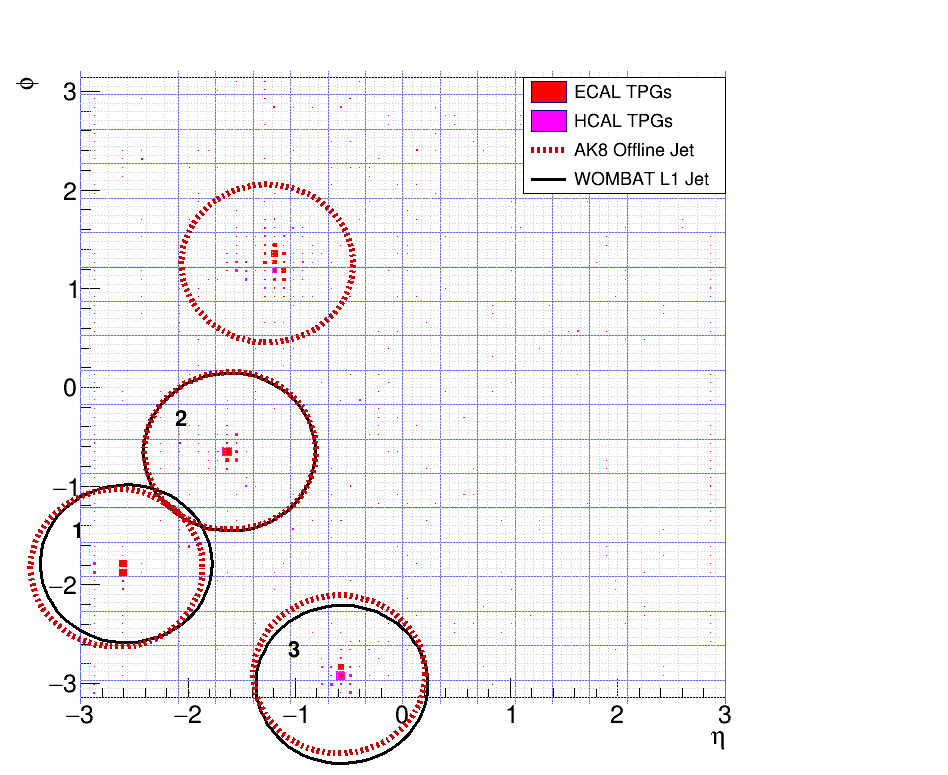 ϕ
3
ECAL TPGs
HCAL TPGs
AK8 Offline Jet
WOMBAT L1 Jet
2
1
0
2
−1
1
−2
3
−3
−3 −2 −1 0 1 2 3
η